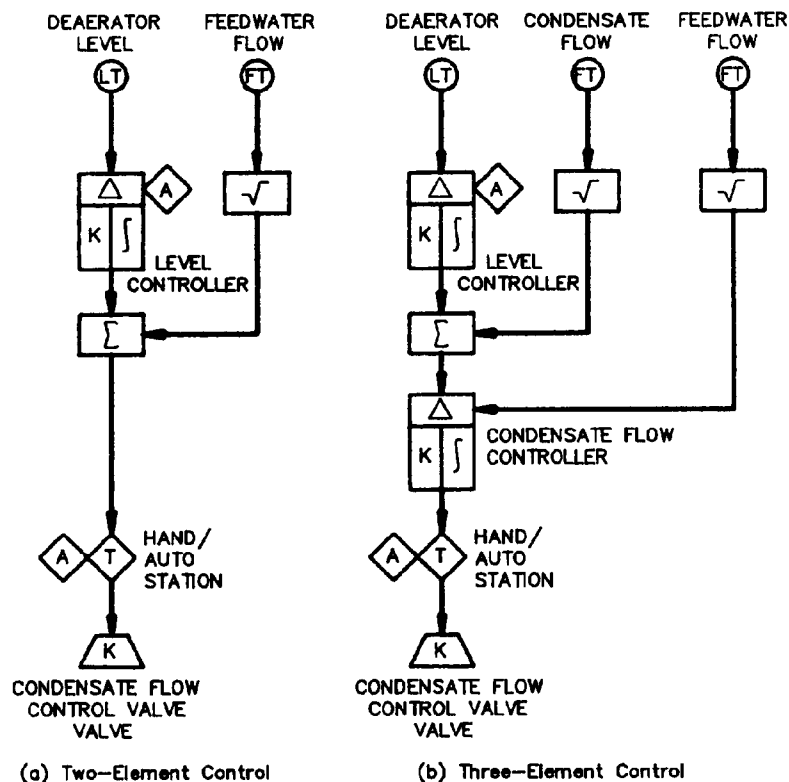 DEAERATOR
LEVEL
FEEDWATER
FLOW
LT
FT
△
A
√
K
∫
LEVEL
CONTROLLER
Σ
A
T
HAND/
AUTO
STATION
K
CONDENSATE FLOW
CONTROL VALVE
VALVE
(a) Two-Element Control
DEAERATOR
LEVEL
CONDENSATE
FLOW
FEEDWATER
FLOW
LT
FT
FT
△
A
√
√
K
∫
LEVEL
CONTROLLER
Σ
△
K
∫
CONDENSATE FLOW
CONTROLLER
A
T
HAND/
AUTO
STATION
K
CONDENSATE FLOW
CONTROL VALVE
VALVE
(b) Three-Element Control